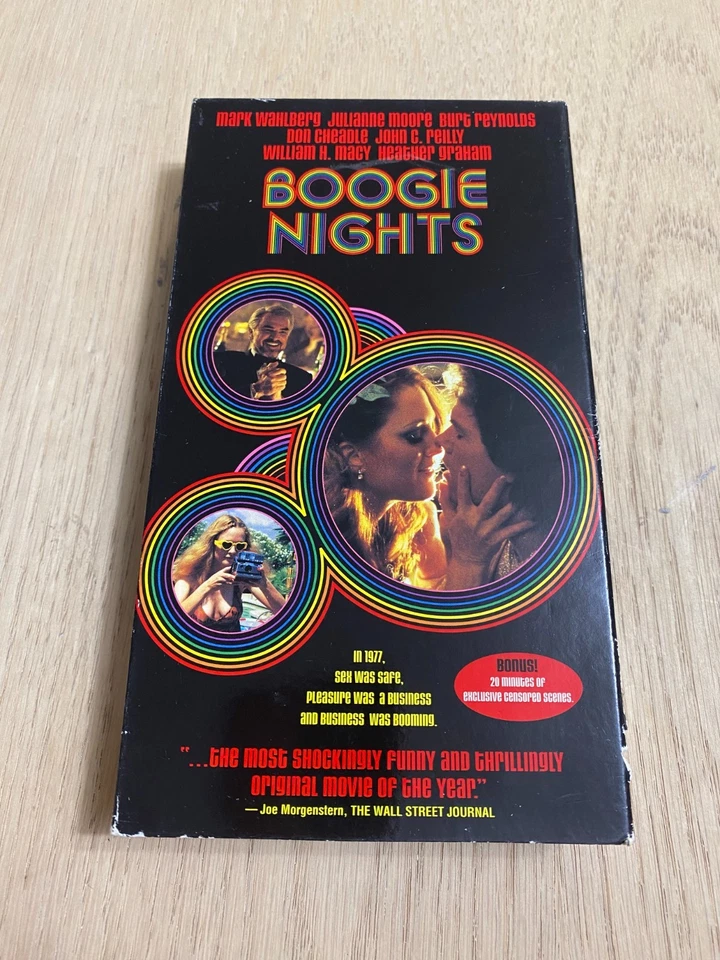 Mark Wahlberg Julianne Moore Burt Reynolds
Don Cheadle John C. Reilly
William H. Macy Heather Graham
BOOGIE
NIGHTS
In 1977,
sex was safe,
pleasure was a business
and business was booming.
BONUS!
20 minutes of
exclusive censored scenes.
"...the most shockingly funny and thrillingly
original movie of the year."
— Joe Morgenstern, THE WALL STREET JOURNAL